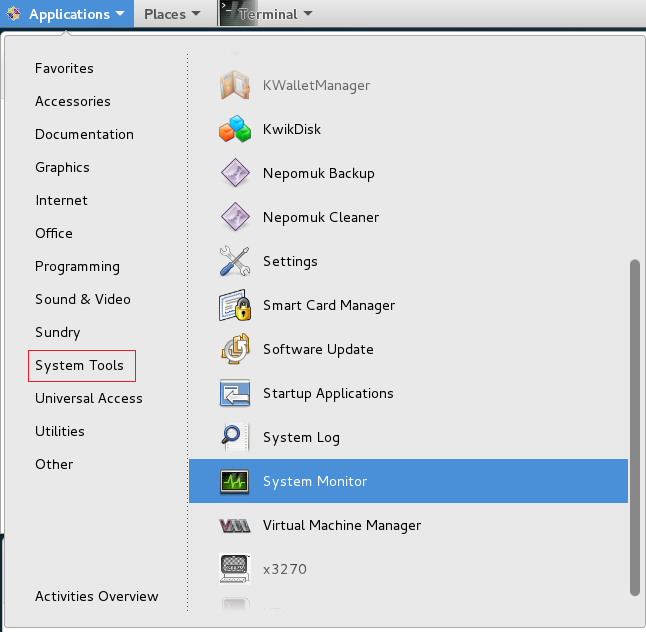 Applications Places Terminal
Favorites
Accessories
Documentation
Graphics
Internet
Office
Programming
Sound & Video
Sundry
System Tools
Universal Access
Utilities
Other
Activities Overview
KWalletManager
KwikDisk
Nepomuk Backup
Nepomuk Cleaner
Settings
Smart Card Manager
Software Update
Startup Applications
System Log
System Monitor
Virtual Machine Manager
x3270